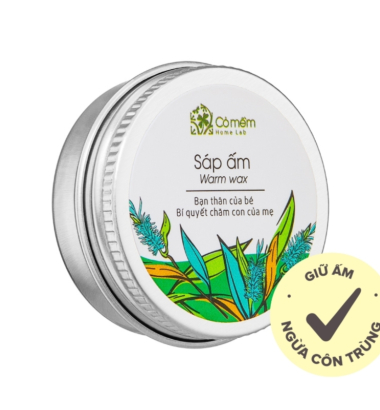 Cỏ mềm
Home Lab
Sáp ấm
Warm wax
Bạn thân của bé
Bí quyết chăm con của mẹ
GIỮ ẤM
NGỪA CÔN TRÙNG